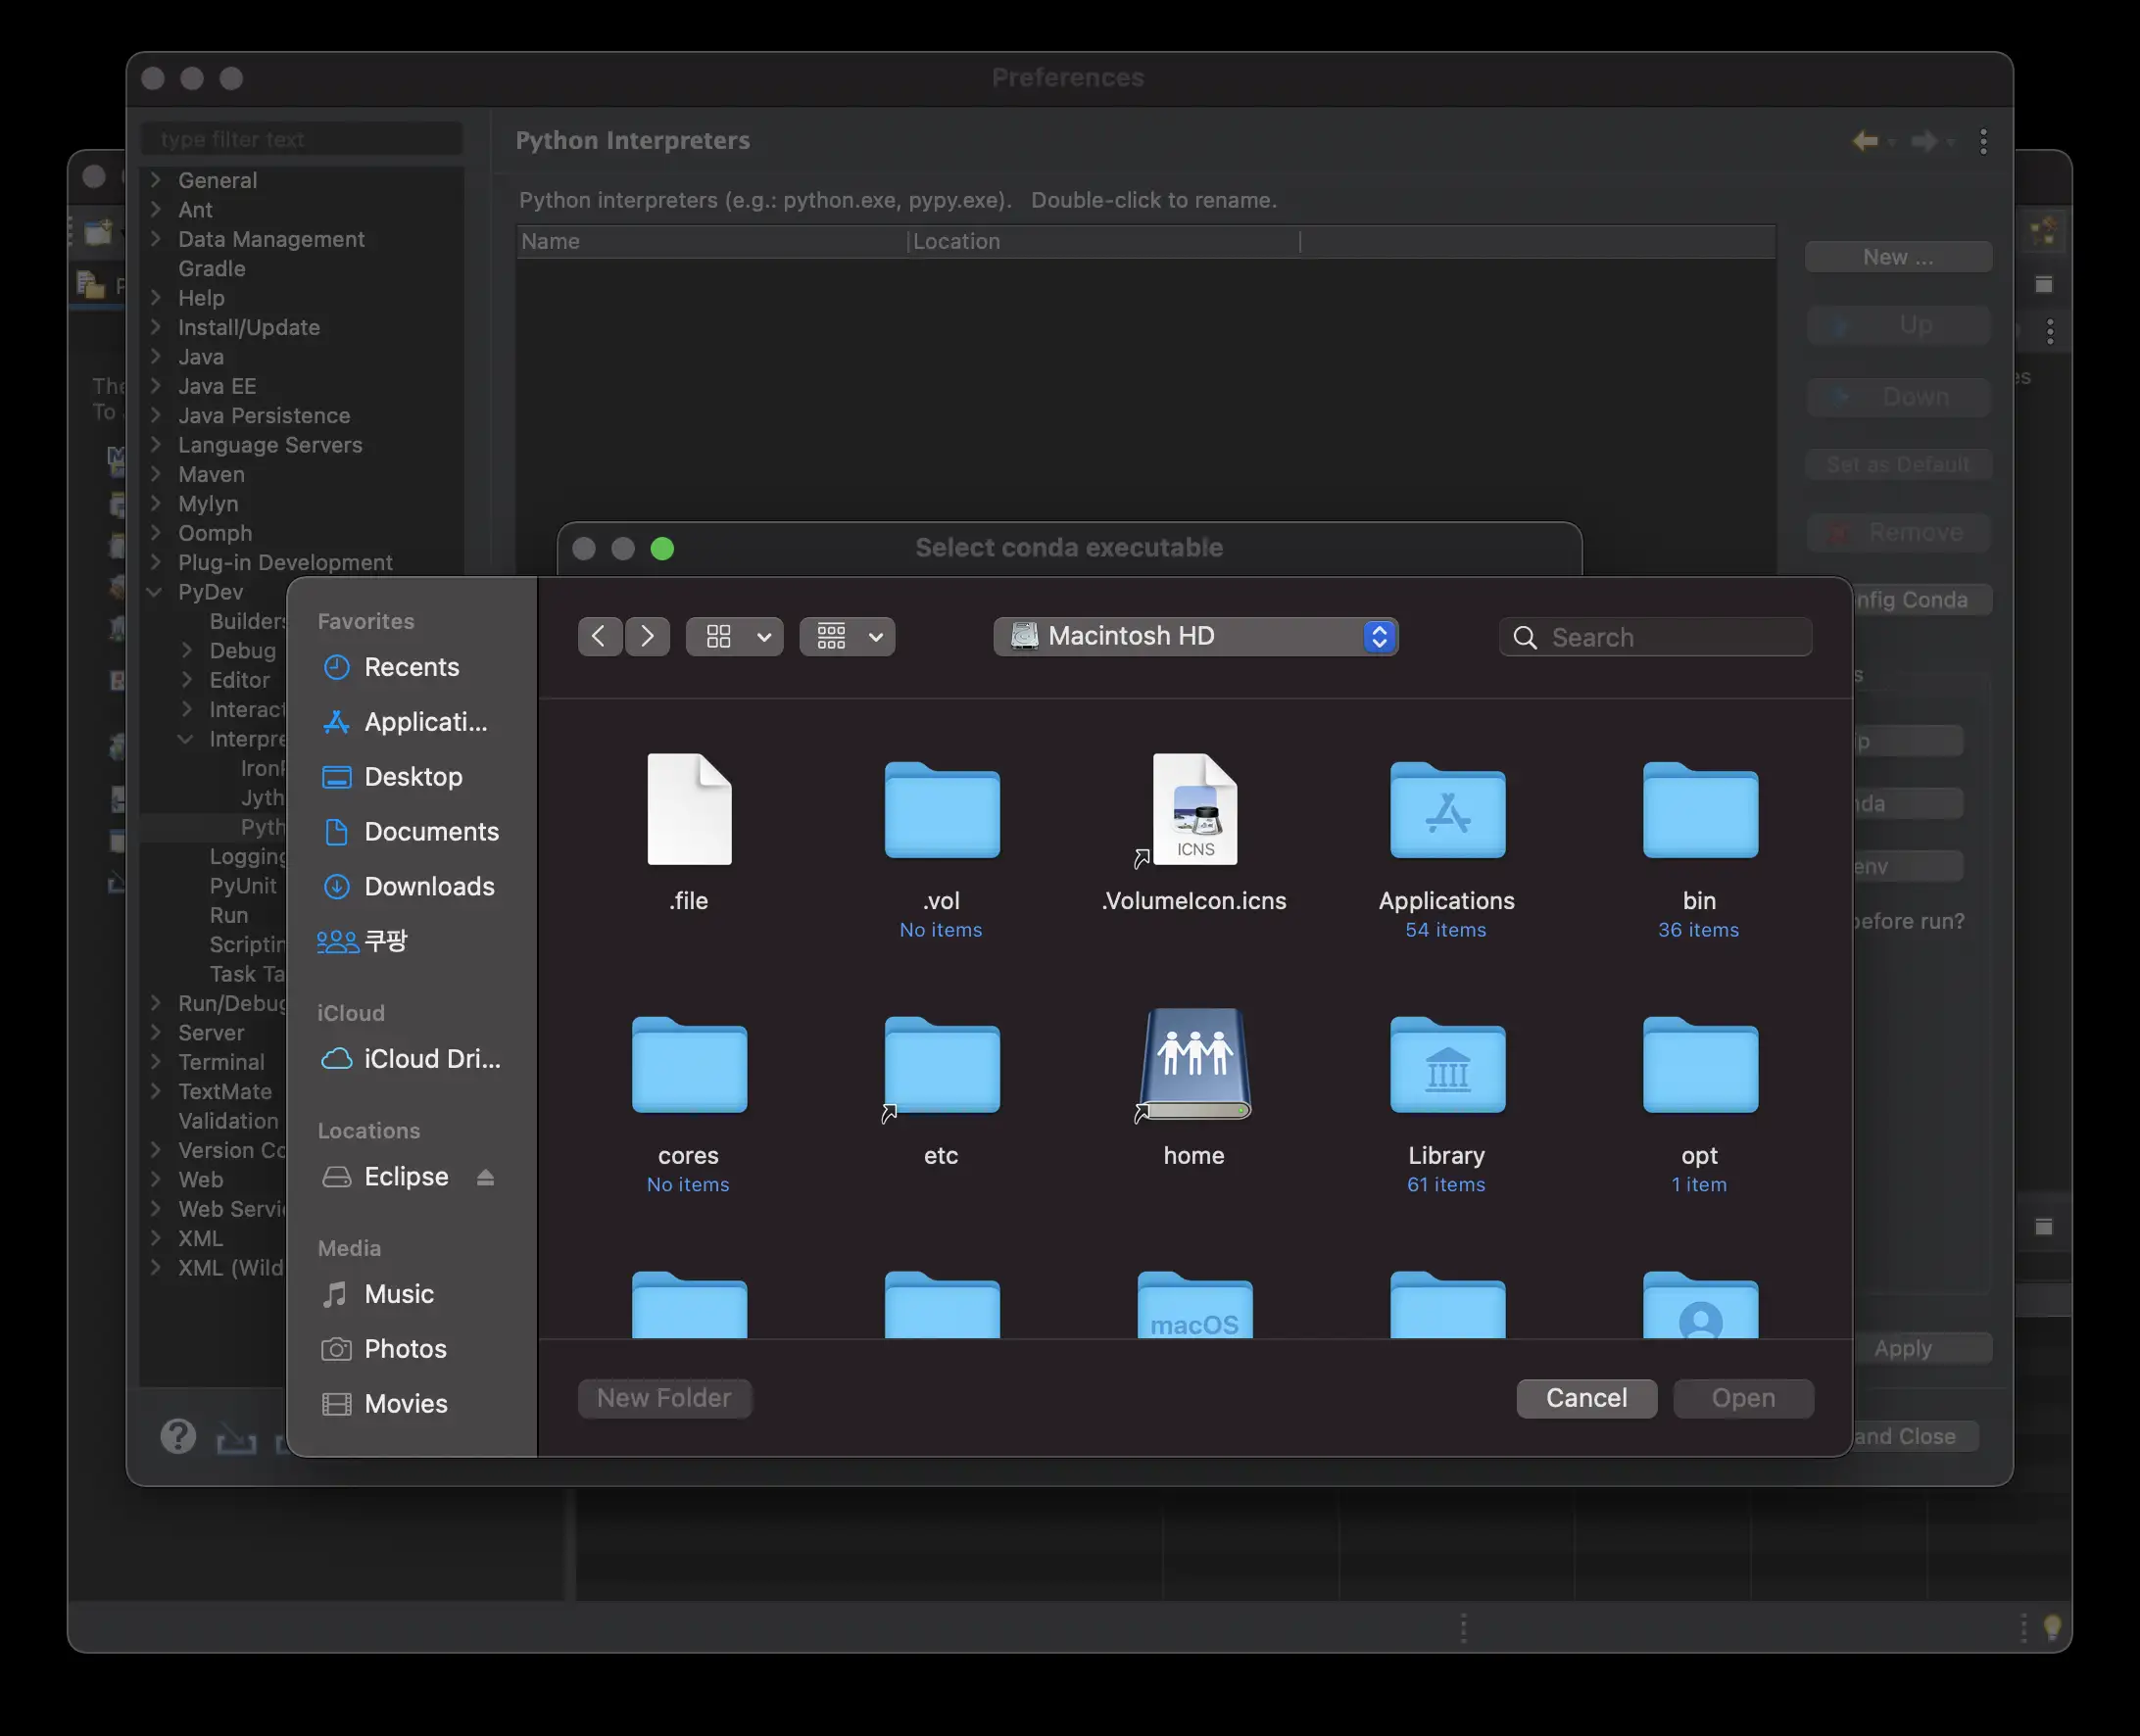 Preferences
type filter text
Python Interpreters
Python interpreters (e.g.: python.exe, pypy.exe).   Double-click to rename.
Name
Location
New ...
Up
Down
Set as Default
Remove
nfig Conda
before run?
Apply
and Close
General
Ant
Data Management
Gradle
Help
Install/Update
Java
Java EE
Java Persistence
Language Servers
Maven
Mylyn
Oomph
Plug-in Development
PyDev
Builders
Debug
Editor
Interact
Interpre
Iron
Jyth
Pyth
Logging
PyUnit
Run
Scriptin
Task Ta
Run/Debug
Server
Terminal
TextMate
Validation
Version Co
Web
Web Servi
XML
XML (Wild
The
To
Select conda executable
Favorites
Recents
Applicati...
Desktop
Documents
Downloads
쿠팡
iCloud
iCloud Dri...
Locations
Eclipse
Media
Music
Photos
Movies
Macintosh HD
Search
ICNS
.file
.vol
No items
.VolumeIcon.icns
Applications
54 items
bin
36 items
cores
No items
etc
home
Library
61 items
opt
1 item
macOS
New Folder
Cancel
Open